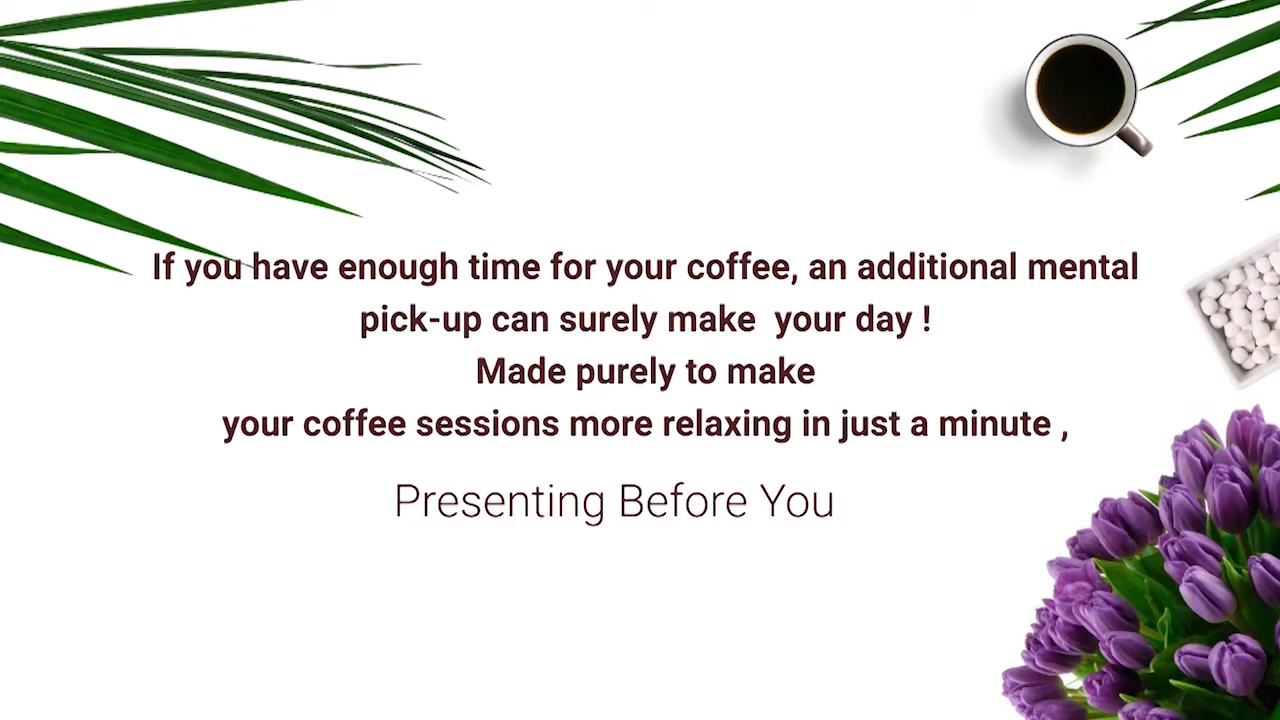 If you have enough time for your coffee, an additional mental
pick-up can surely make  your day !
Made purely to make
your coffee sessions more relaxing in just a minute ,
Presenting Before You